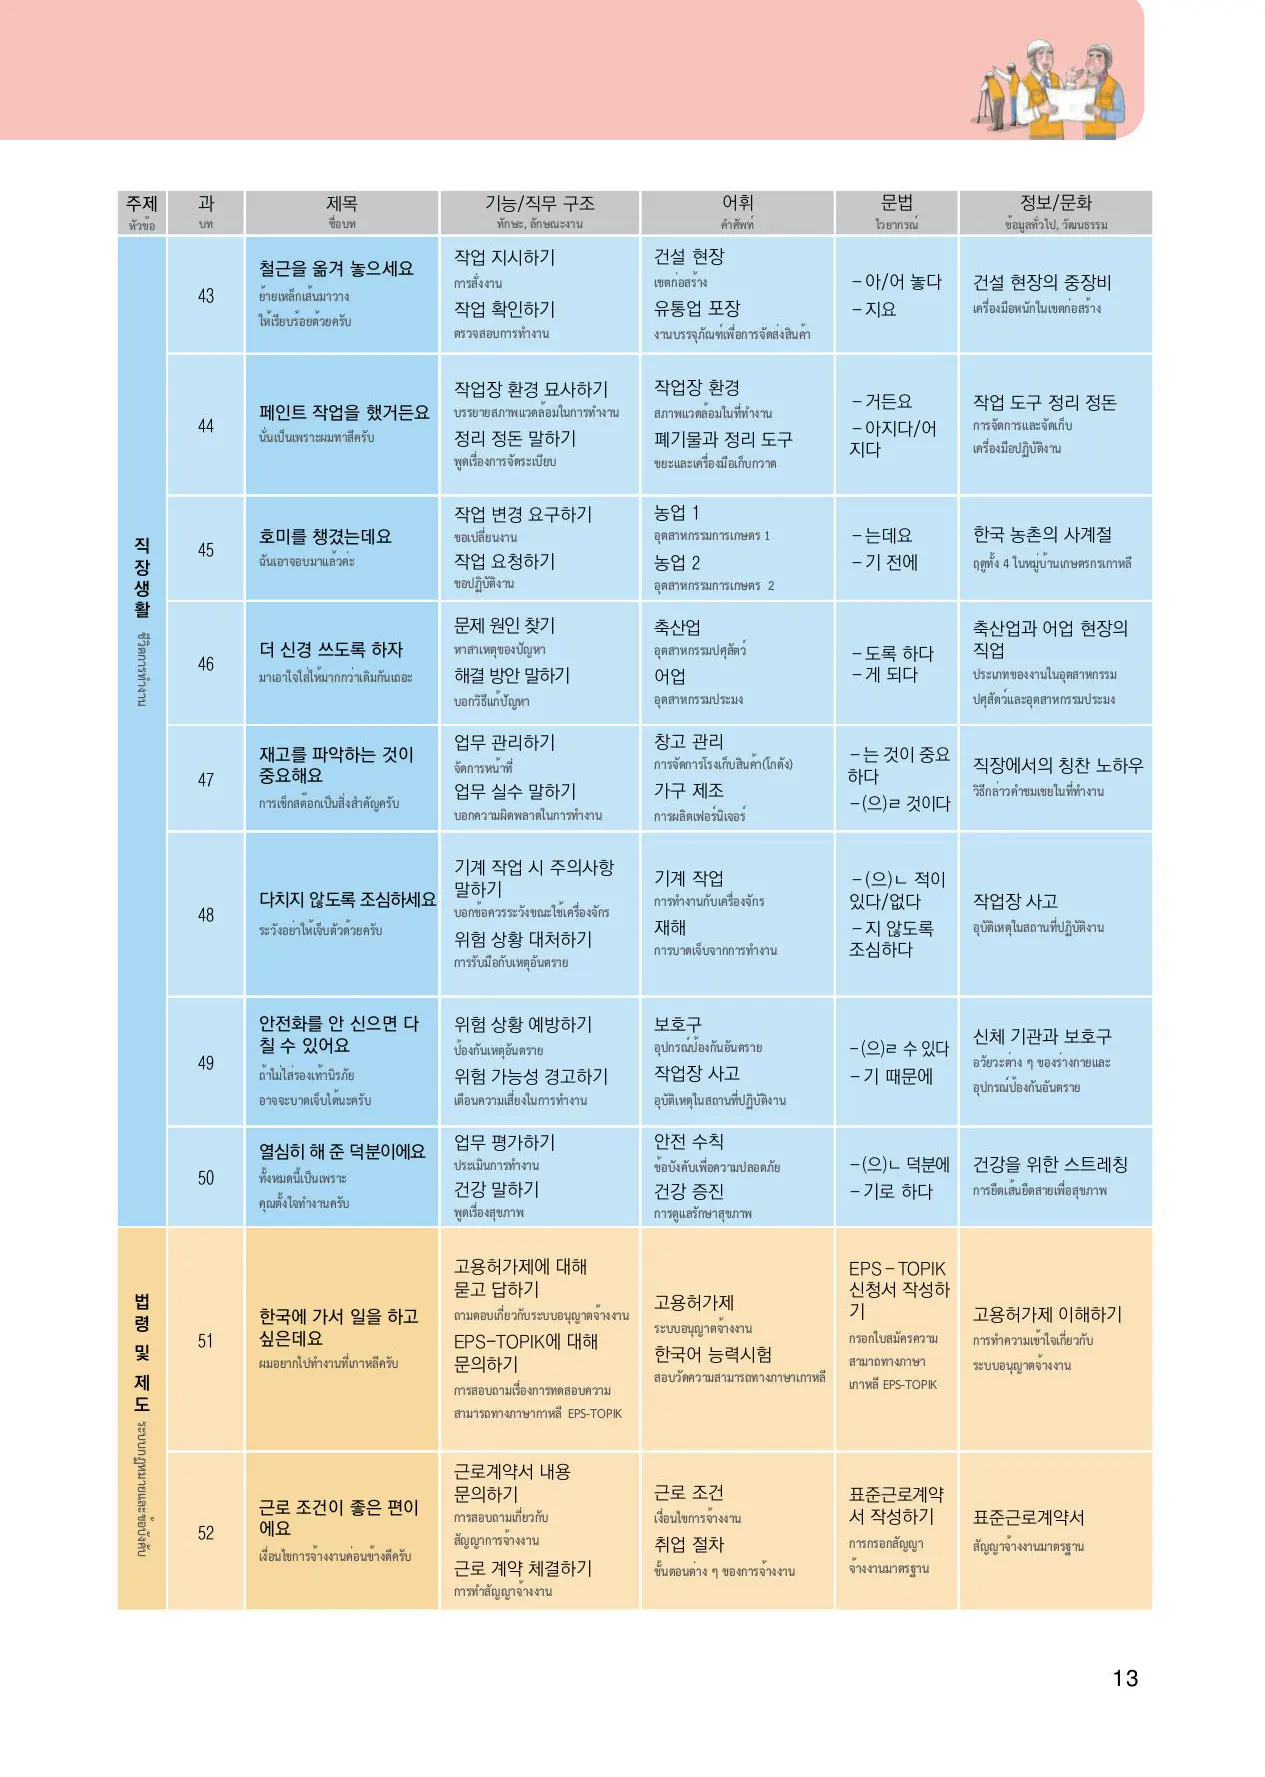 주제
หัวข้อ
과
บท
제목
ชื่อบท
기능/직무 구조
ทักษะ, ลักษณะงาน
어휘
คำศัพท์
문법
ไวยากรณ์
정보/문화
ข้อมูลทั่วไป, วัฒนธรรม
직장생활
ชีวิตการทำงาน
43
철근을 옮겨 놓으세요
ย้ายเหล็กเส้นมาวาง
ให้เรียบร้อยด้วยครับ
작업 지시하기
การสั่งงาน
작업 확인하기
ตรวจสอบการทำงาน
건설 현장
เขตก่อสร้าง
유통업 포장
งานบรรจุภัณฑ์เพื่อการจัดส่งสินค้า
-아/어 놓다
-지요
건설 현장의 중장비
เครื่องมือหนักในเขตก่อสร้าง
44
페인트 작업을 했거든요
นั่นเป็นเพราะผมทาสีครับ
작업장 환경 묘사하기
บรรยายสภาพแวดล้อมในการทำงาน
정리 정돈 말하기
พูดเรื่องการจัดระเบียบ
작업장 환경
สภาพแวดล้อมในที่ทำงาน
폐기물과 정리 도구
ขยะและเครื่องมือเก็บกวาด
-거든요
-아지다/어
지다
작업 도구 정리 정돈
การจัดการและจัดเก็บ
เครื่องมือปฏิบัติงาน
45
호미를 챙겼는데요
ฉันเอาจอบมาแล้วค่ะ
작업 변경 요구하기
ขอเปลี่ยนงาน
작업 요청하기
ขอปฏิบัติงาน
농업 1
อุตสาหกรรมการเกษตร 1
농업 2
อุตสาหกรรมการเกษตร 2
-는데요
-기 전에
한국 농촌의 사계절
ฤดูทั้ง 4 ในหมู่บ้านเกษตรกรเกาหลี
46
더 신경 쓰도록 하자
มาเอาใจใส่ให้มากกว่าเดิมกันเถอะ
문제 원인 찾기
หาสาเหตุของปัญหา
해결 방안 말하기
บอกวิธีแก้ปัญหา
축산업
อุตสาหกรรมปศุสัตว์
어업
อุตสาหกรรมประมง
-도록 하다
-게 되다
축산업과 어업 현장의
직업
ประเภทของงานในอุตสาหกรรม
ปศุสัตว์และอุตสาหกรรมประมง
47
재고를 파악하는 것이
중요해요
การเช็กสต๊อกเป็นสิ่งสำคัญครับ
업무 관리하기
จัดการหน้าที่
업무 실수 말하기
บอกความผิดพลาดในการทำงาน
창고 관리
การจัดการโรงเก็บสินค้า(โกดัง)
가구 제조
การผลิตเฟอร์นิเจอร์
-는 것이 중요
하다
-(으)ㄹ 것이다
직장에서의 칭찬 노하우
วิธีกล่าวคำชมเชยในที่ทำงาน
48
다치지 않도록 조심하세요
ระวังอย่าให้เจ็บตัวด้วยครับ
기계 작업 시 주의사항
말하기
บอกข้อควรระวังขณะใช้เครื่องจักร
위험 상황 대처하기
การรับมือกับเหตุอันตราย
기계 작업
การทำงานกับเครื่องจักร
재해
การบาดเจ็บจากการทำงาน
-(으)ㄴ 적이
있다/없다
-지 않도록
조심하다
작업장 사고
อุบัติเหตุในสถานที่ปฏิบัติงาน
49
안전화를 안 신으면 다
칠 수 있어요
ถ้าไม่ใส่รองเท้านิรภัย
อาจจะบาดเจ็บได้นะครับ
위험 상황 예방하기
ป้องกันเหตุอันตราย
위험 가능성 경고하기
เตือนความเสี่ยงในการทำงาน
보호구
อุปกรณ์ป้องกันอันตราย
작업장 사고
อุบัติเหตุในสถานที่ปฏิบัติงาน
-(으)ㄹ 수 있다
-기 때문에
신체 기관과 보호구
อวัยวะต่าง ๆ ของร่างกายและ
อุปกรณ์ป้องกันอันตราย
50
열심히 해 준 덕분이에요
ทั้งหมดนี้เป็นเพราะ
คุณตั้งใจทำงานครับ
업무 평가하기
ประเมินการทำงาน
건강 말하기
พูดเรื่องสุขภาพ
안전 수칙
ข้อบังคับเพื่อความปลอดภัย
건강 증진
การดูแลรักษาสุขภาพ
-(으)ㄴ 덕분에
-기로 하다
건강을 위한 스트레칭
การยืดเส้นยืดสายเพื่อสุขภาพ
법령 및 제도
ระบบกฎหมายและข้อบังคับ
51
한국에 가서 일을 하고
싶은데요
ผมอยากไปทำงานที่เกาหลีครับ
고용허가제에 대해
묻고 답하기
ถามตอบเกี่ยวกับระบบอนุญาตจ้างงาน
EPS-TOPIK에 대해
문의하기
การสอบถามเรื่องการทดสอบความ
สามารถทางภาษากาหลี EPS-TOPIK
고용허가제
ระบบอนุญาตจ้างงาน
한국어 능력시험
สอบวัดความสามารถทางภาษาเกาหลี
EPS-TOPIK
신청서 작성하
기
กรอกใบสมัครความ
สามาถทางภาษา
เกาหลี EPS-TOPIK
고용허가제 이해하기
การทำความเข้าใจเกี่ยวกับ
ระบบอนุญาตจ้างงาน
52
근로 조건이 좋은 편이
에요
เงื่อนไขการจ้างงานค่อนข้างดีครับ
근로계약서 내용
문의하기
การสอบถามเกี่ยวกับ
สัญญาการจ้างงาน
근로 계약 체결하기
การทำสัญญาจ้างงาน
근로 조건
เงื่อนไขการจ้างงาน
취업 절차
ขั้นตอนต่าง ๆ ของการจ้างงาน
표준근로계약
서 작성하기
การกรอกสัญญา
จ้างงานมาตรฐาน
표준근로계약서
สัญญาจ้างงานมาตรฐาน
13